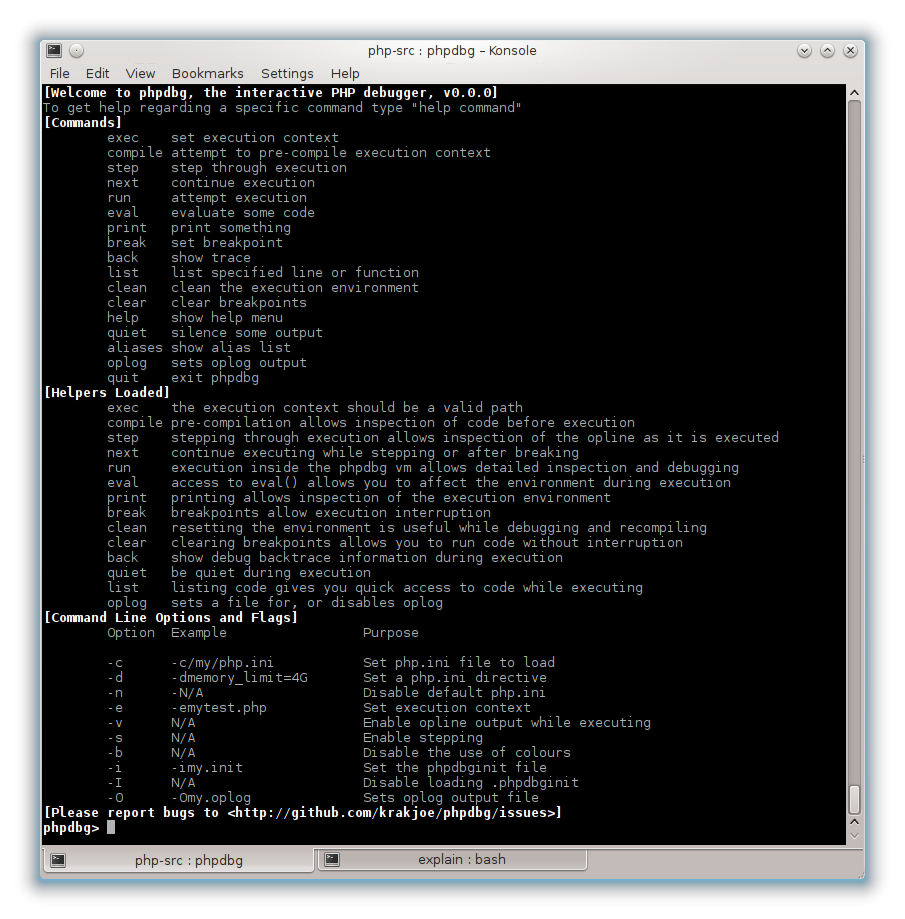 php-src : phpdbg – Konsole
File Edit View Bookmarks Settings Help
[Welcome to phpdbg, the interactive PHP debugger, v0.0.0]
To get help regarding a specific command type "help command"
[Commands]
exec set execution context
compile attempt to pre-compile execution context
step step through execution
next continue execution
run attempt execution
eval evaluate some code
print print something
break set breakpoint
back show trace
list list specified line or function
clean clean the execution environment
clear clear breakpoints
help show help menu
quiet silence some output
aliases show alias list
oplog sets oplog output
quit exit phpdbg
[Helpers Loaded]
exec the execution context should be a valid path
compile pre-compilation allows inspection of code before execution
step stepping through execution allows inspection of the opline as it is executed
next continue executing while stepping or after breaking
run execution inside the phpdbg vm allows detailed inspection and debugging
eval access to eval() allows you to affect the environment during execution
print printing allows inspection of the execution environment
break breakpoints allow execution interruption
clean resetting the environment is useful while debugging and recompiling
clear clearing breakpoints allows you to run code without interruption
back show debug backtrace information during execution
quiet be quiet during execution
list listing code gives you quick access to code while executing
oplog sets a file for, or disables oplog
[Command Line Options and Flags]
Option Example Purpose
-c -c/my/php.ini Set php.ini file to load
-d -dmemory_limit=4G Set a php.ini directive
-n -N/A Disable default php.ini
-e -emytest.php Set execution context
-v N/A Enable opline output while executing
-s N/A Enable stepping
-b N/A Disable the use of colours
-i -imy.init Set the phpdbginit file
-I N/A Disable loading .phpdbginit
-O -Omy.oplog Sets oplog output file
[Please report bugs to <http://github.com/krakjoe/phpdbg/issues>]
phpdbg>
php-src : phpdbg
explain : bash